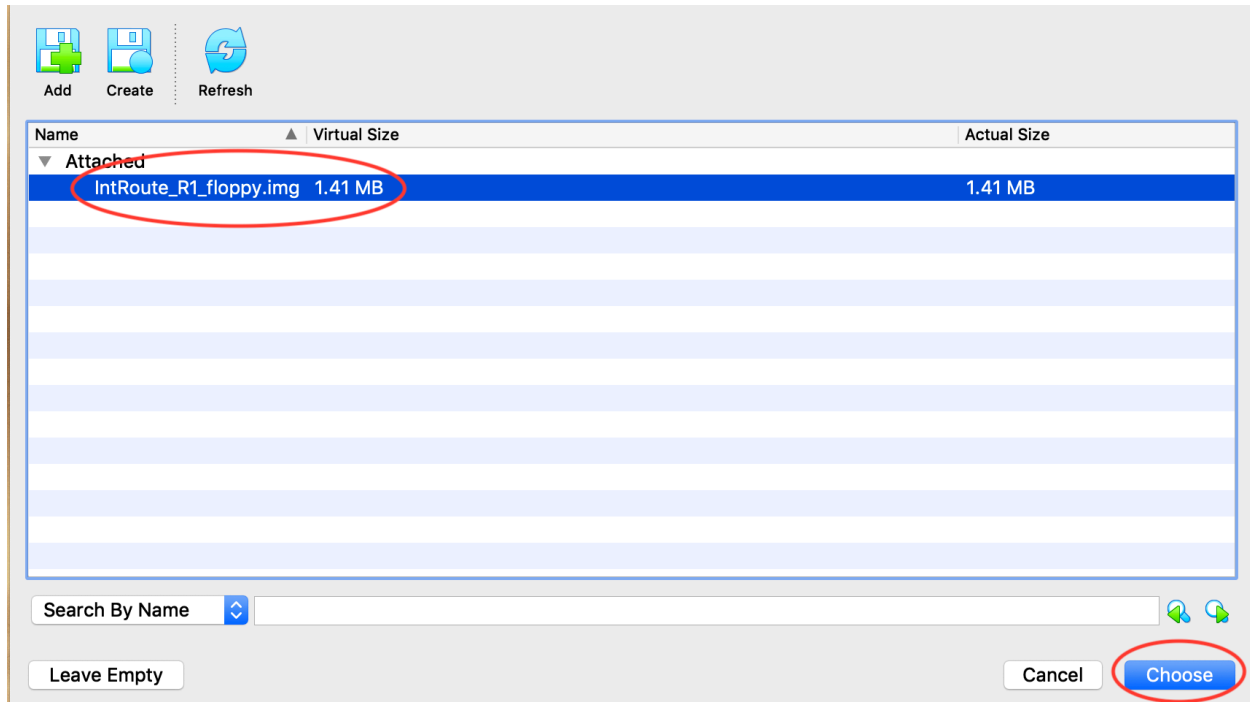 Add Create Refresh
Name Virtual Size Actual Size
Attached
IntRoute_R1_floppy.img 1.41 MB 1.41 MB
Search By Name
Leave Empty Cancel Choose